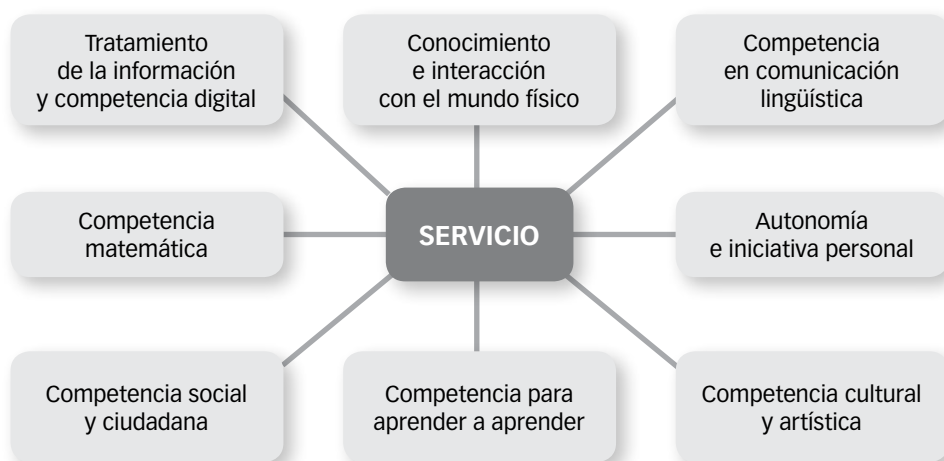 Tratamiento
de la información
y competencia digital
Conocimiento
e interacción
con el mundo físico
Competencia
en comunicación
lingüística
Competencia
matemática
SERVICIO
Autonomía
e iniciativa personal
Competencia social
y ciudadana
Competencia para
aprender a aprender
Competencia cultural
y artística